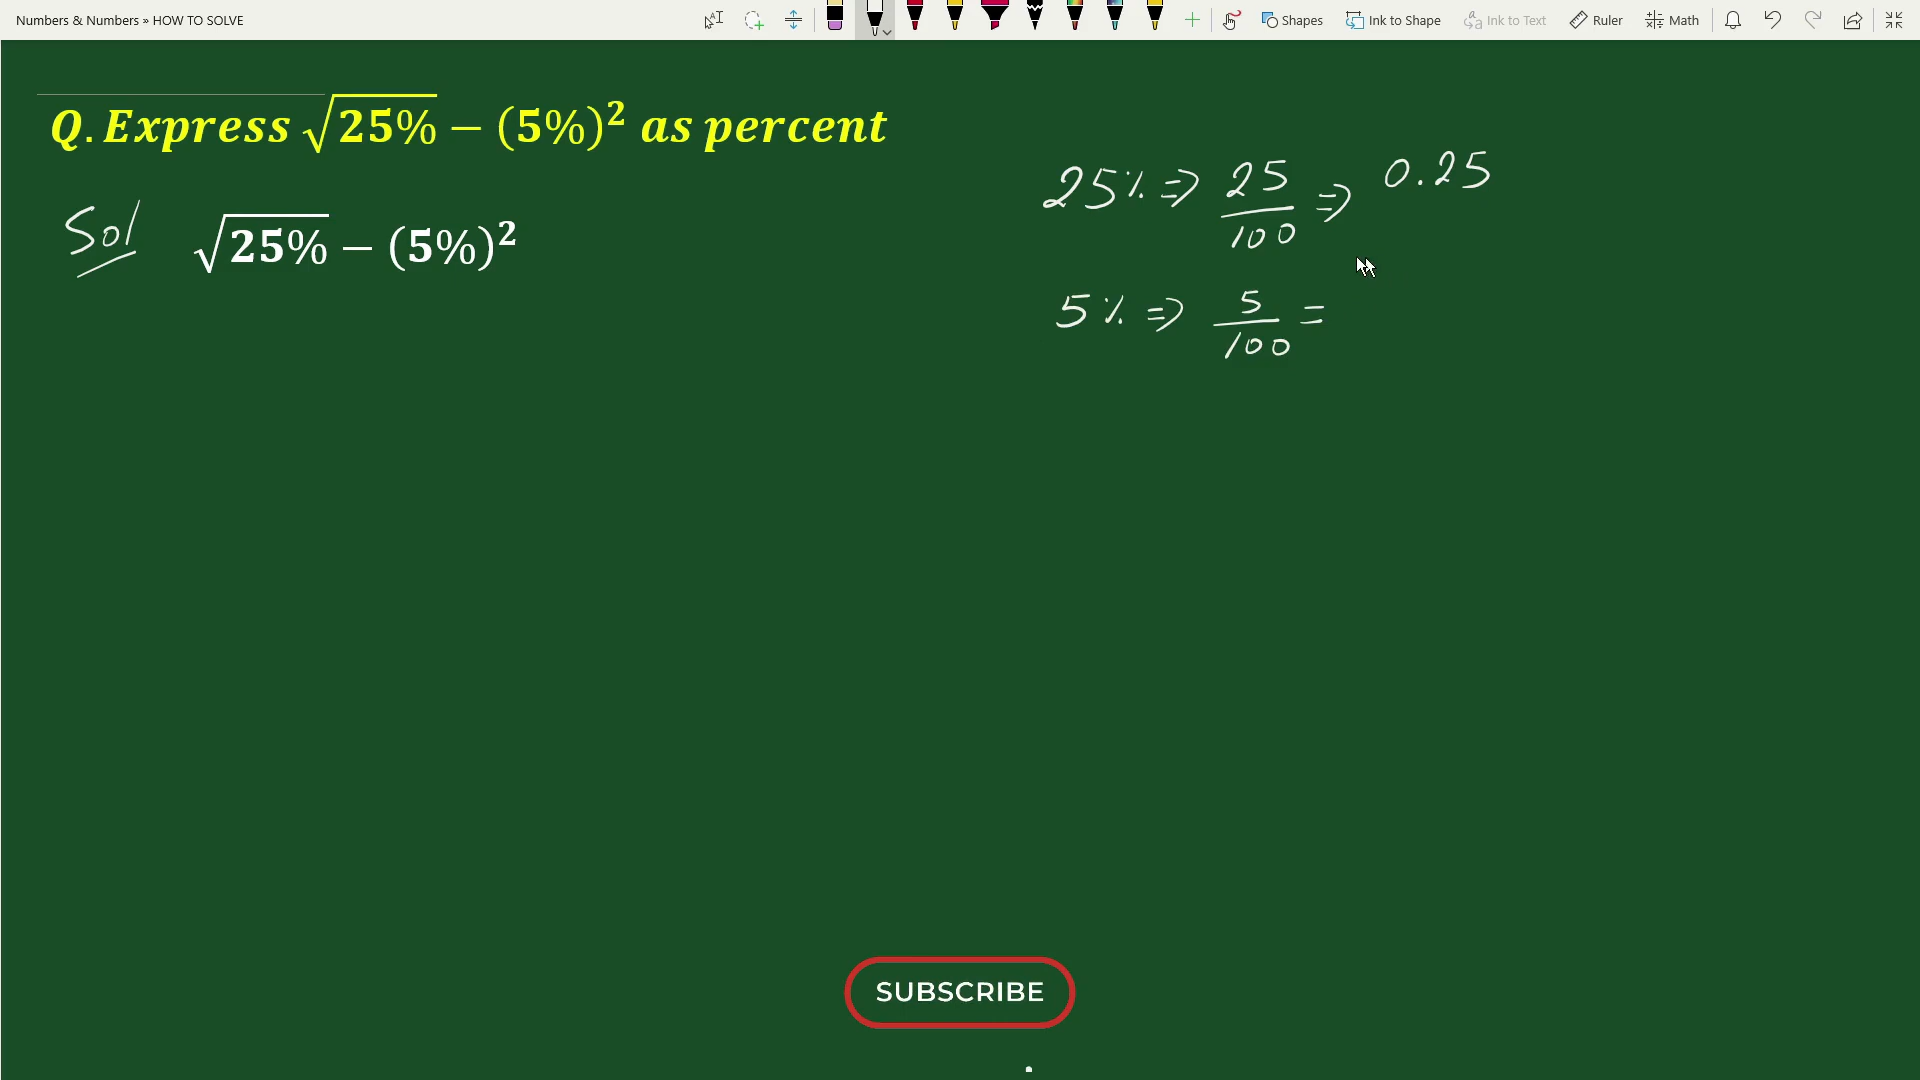 Numbers & Numbers » HOW TO SOLVE
Shapes Ink to Shape Ink to Text Ruler Math
Q. Express √25% − (5%)² as percent
Sol √25% − (5%)²
25% ⇒ 25/100 ⇒ 0.25
5% ⇒ 5/100 =
SUBSCRIBE